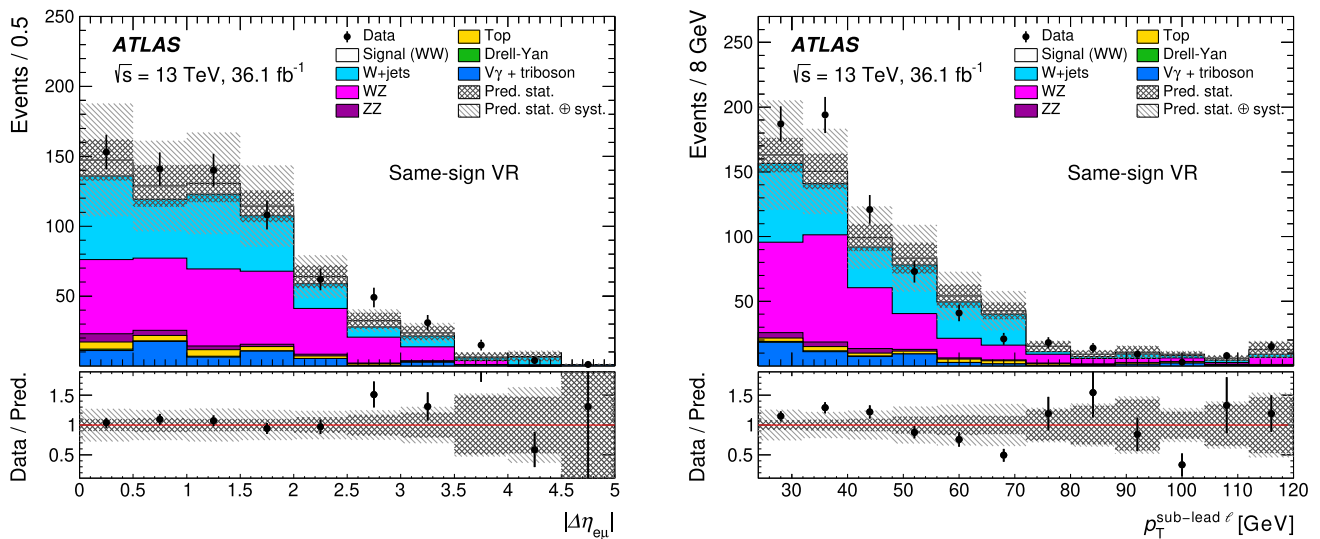 Events / 0.5
250
200
150
100
50
ATLAS
√s = 13 TeV, 36.1 fb⁻¹
Data
Signal (WW)
W+jets
WZ
ZZ
Top
Drell-Yan
Vγ + triboson
Pred. stat.
Pred. stat. ⊕ syst.
Same-sign VR
Data / Pred.
1.5
1
0.5
0 0.5 1 1.5 2 2.5 3 3.5 4 4.5 5
|Δη_eμ|
Events / 8 GeV
250
200
150
100
50
ATLAS
√s = 13 TeV, 36.1 fb⁻¹
Data
Signal (WW)
W+jets
WZ
ZZ
Top
Drell-Yan
Vγ + triboson
Pred. stat.
Pred. stat. ⊕ syst.
Same-sign VR
Data / Pred.
1.5
1
0.5
30 40 50 60 70 80 90 100 110 120
p_T^sub−lead ℓ [GeV]